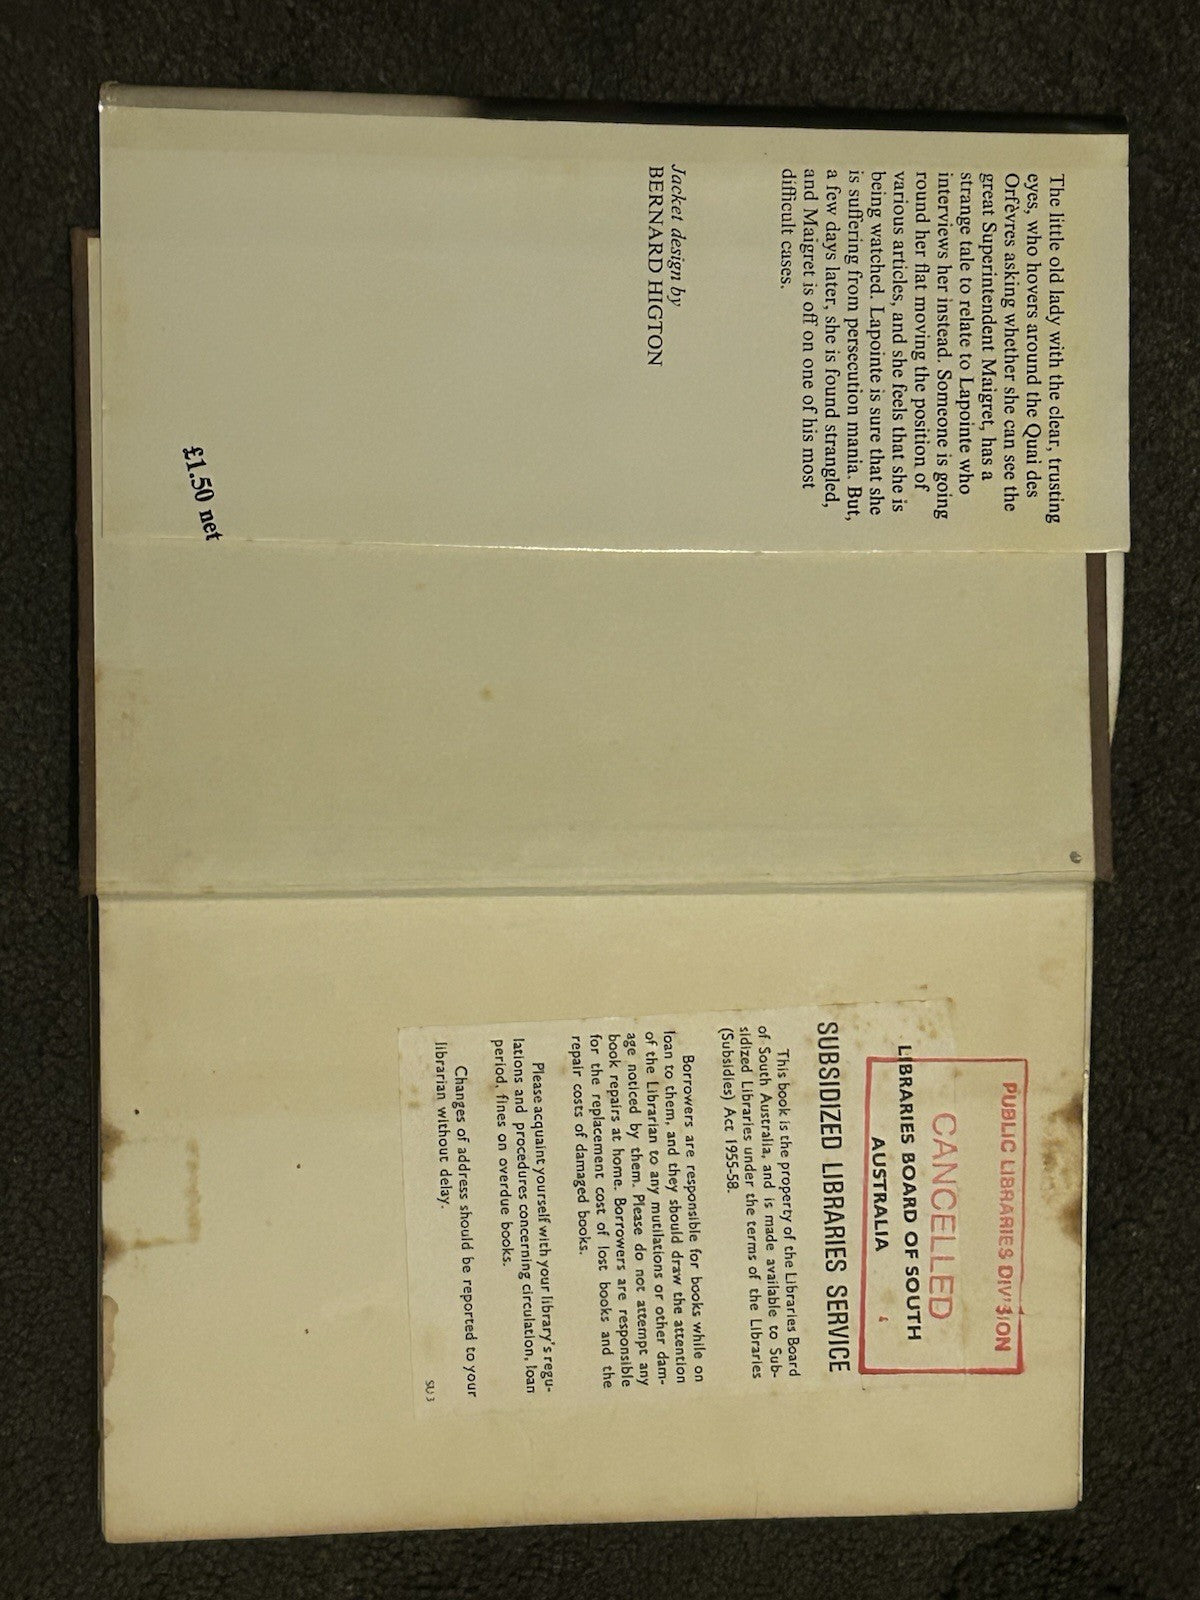 The little old lady with the clear, trusting
eyes, who hovers around the Quai des
Orfèvres asking whether she can see the
great Superintendent Maigret, has a
strange tale to relate to Lapointe who
interviews her instead. Someone is going
round her flat moving the position of
various articles, and she feels that she is
being watched. Lapointe is sure that she
is suffering from persecution mania. But,
a few days later, she is found strangled,
and Maigret is off on one of his most
difficult cases.
Jacket design by
BERNARD HIGTON
£1.50 net
PUBLIC LIBRARIES DIVISION
CANCELLED
LIBRARIES BOARD OF SOUTH
AUSTRALIA
SUBSIDIZED LIBRARIES SERVICE
This book is the property of the Libraries Board
of South Australia, and is made available to Sub-
sidized Libraries under the terms of the Libraries
(Subsidies) Act 1955-58.
Borrowers are responsible for books while on
loan to them, and they should draw the attention
of the Librarian to any mutilations or other dam-
age noticed by them. Please do not attempt any
book repairs at home. Borrowers are responsible
for the replacement cost of lost books and the
repair costs of damaged books.
Please acquaint yourself with your library's regu-
lations and procedures concerning circulation, loan
period, fines on overdue books.
Changes of address should be reported to your
librarian without delay.
SU 3